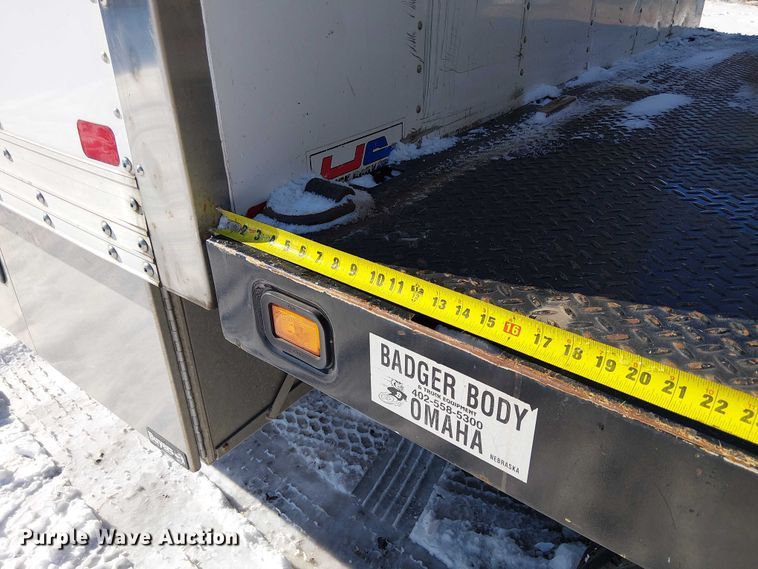 US
2 3 4 5 6 7 8 9 10 11 12 13 14 15 16 17 18 19 20 21 22
BADGER BODY
& TRUCK EQUIPMENT
402-558-5300
OMAHA
NEBRASKA
Purple Wave Auction